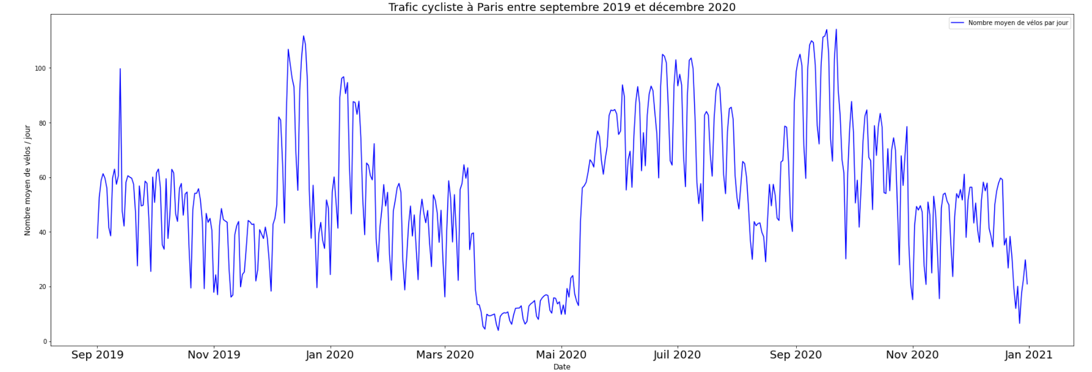 Trafic cycliste à Paris entre septembre 2019 et décembre 2020
Nombre moyen de vélos par jour
Nombre moyen de vélos / jour
100
80
60
40
20
0
Sep 2019 Nov 2019 Jan 2020 Mars 2020 Mai 2020 Juil 2020 Sep 2020 Nov 2020 Jan 2021
Date